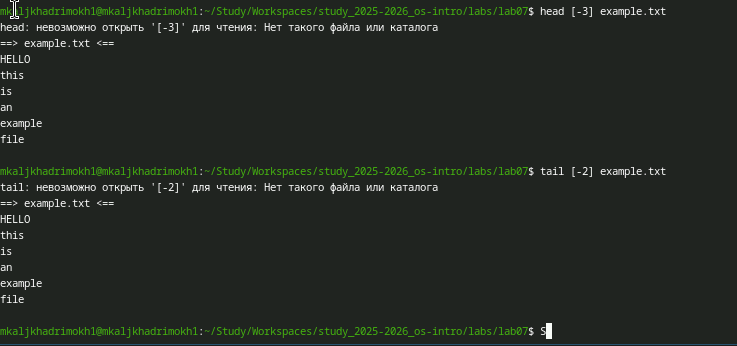 mkaljkhadrimokh1@mkaljkhadrimokh1:~/Study/Workspaces/study_2025-2026_os-intro/labs/lab07$ head [-3] example.txt
head: невозможно открыть '[-3]' для чтения: Нет такого файла или каталога
==> example.txt <==
HELLO
this
is
an
example
file
mkaljkhadrimokh1@mkaljkhadrimokh1:~/Study/Workspaces/study_2025-2026_os-intro/labs/lab07$ tail [-2] example.txt
tail: невозможно открыть '[-2]' для чтения: Нет такого файла или каталога
==> example.txt <==
HELLO
this
is
an
example
file
mkaljkhadrimokh1@mkaljkhadrimokh1:~/Study/Workspaces/study_2025-2026_os-intro/labs/lab07$ S